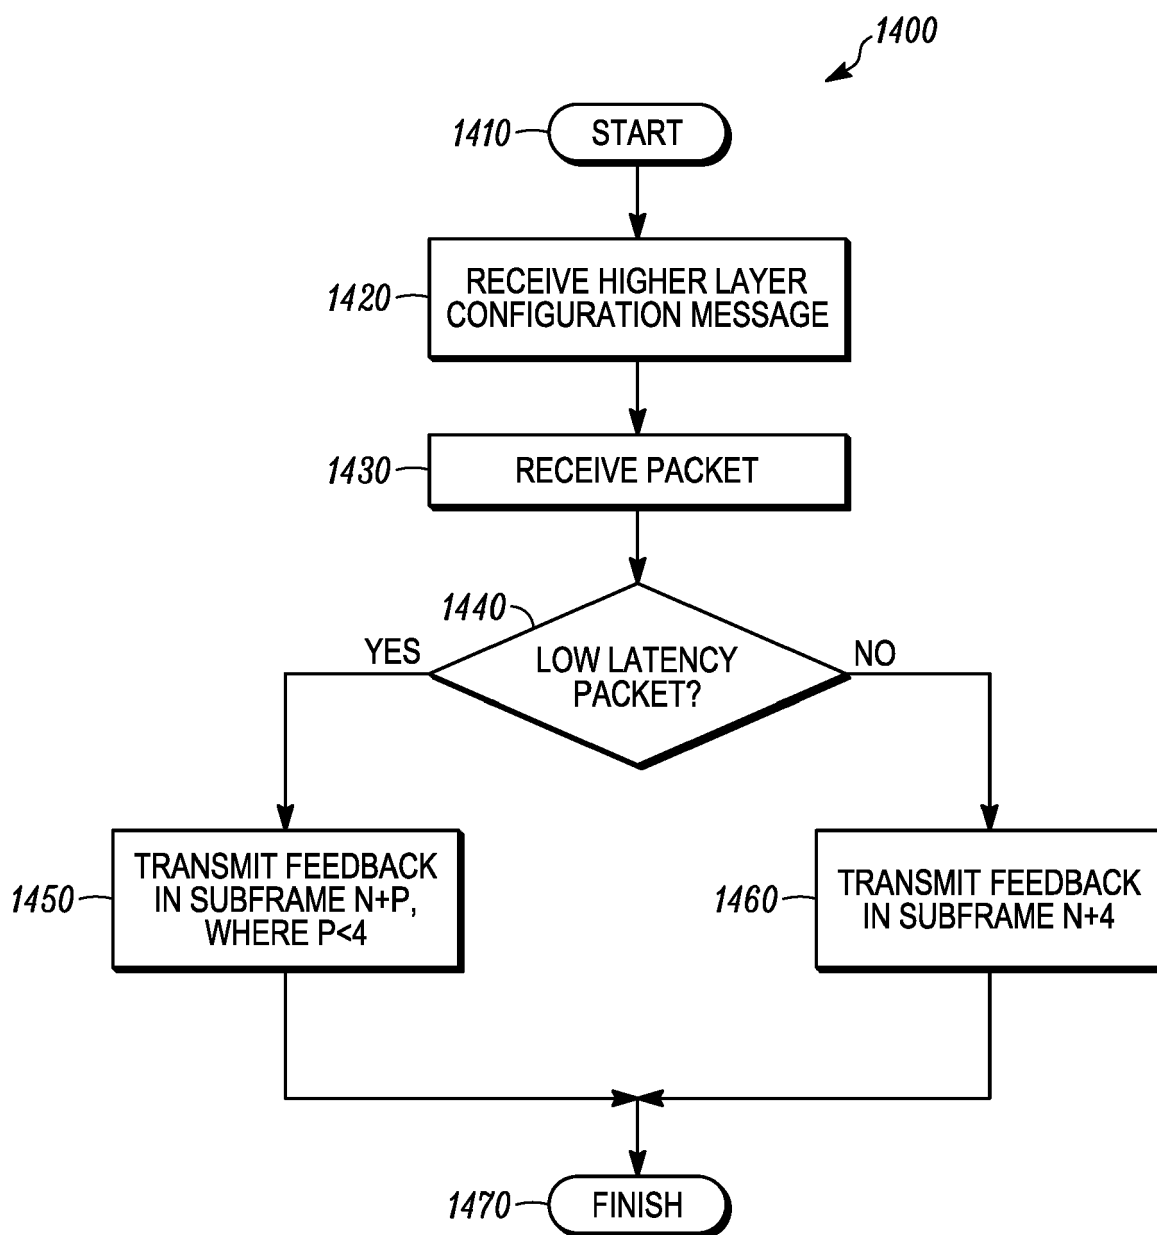 1400
1410
START
1420
RECEIVE HIGHER LAYER
CONFIGURATION MESSAGE
1430
RECEIVE PACKET
1440
YES
LOW LATENCY
PACKET?
NO
1450
TRANSMIT FEEDBACK
IN SUBFRAME N+P,
WHERE P<4
1460
TRANSMIT FEEDBACK
IN SUBFRAME N+4
1470
FINISH